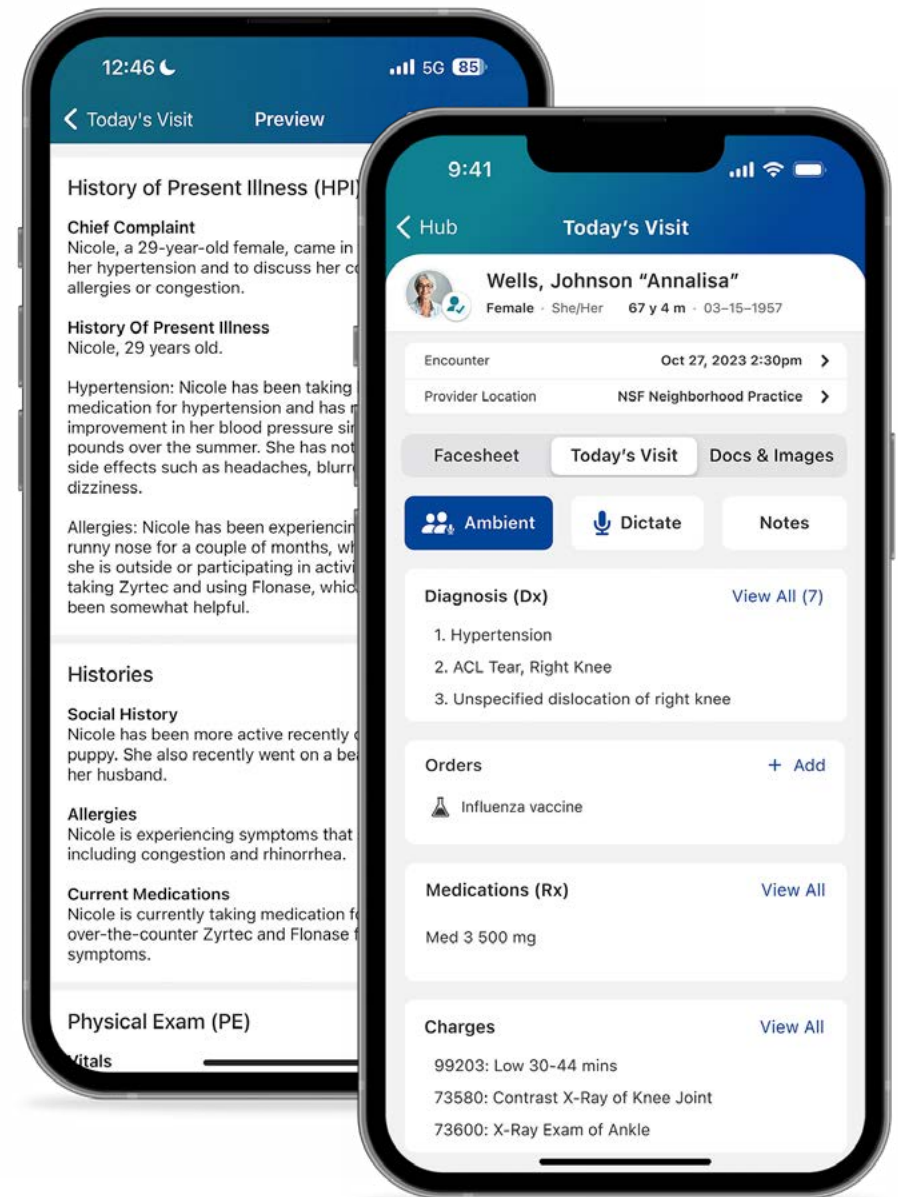 12:46
5G 85
Today's Visit
Preview
History of Present Illness (HPI)
Chief Complaint
Nicole, a 29-year-old female, came in
her hypertension and to discuss her
allergies or congestion.
History Of Present Illness
Nicole, 29 years old.
Hypertension: Nicole has been taking
medication for hypertension and has
improvement in her blood pressure
pounds over the summer. She has not
side effects such as headaches,
dizziness.
Allergies: Nicole has been
runny nose for a couple of months,
she is outside or participating in
taking Zyrtec and using Flonase,
been somewhat helpful.
Histories
Social History
Nicole has been more active recently
puppy. She also recently went on a
her husband.
Allergies
Nicole is experiencing symptoms that
including congestion and rhinorrhea.
Current Medications
Nicole is currently taking medication
over-the-counter Zyrtec and Flonase
symptoms.
Physical Exam (PE)
Vitals
9:41
Hub
Today's Visit
Wells, Johnson “Annalisa”
Female · She/Her 67 y 4 m · 03–15–1957
Encounter Oct 27, 2023 2:30pm
Provider Location NSF Neighborhood Practice
Facesheet Today's Visit Docs & Images
Ambient Dictate Notes
Diagnosis (Dx) View All (7)
1. Hypertension
2. ACL Tear, Right Knee
3. Unspecified dislocation of right knee
Orders + Add
Influenza vaccine
Medications (Rx) View All
Med 3 500 mg
Charges View All
99203: Low 30-44 mins
73580: Contrast X-Ray of Knee Joint
73600: X-Ray Exam of Ankle